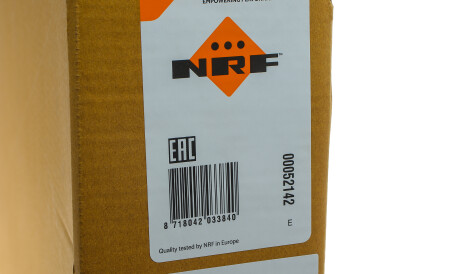 NRF
EAC
00052142
8 718042 033840
E
Quality tested by NRF in Europe